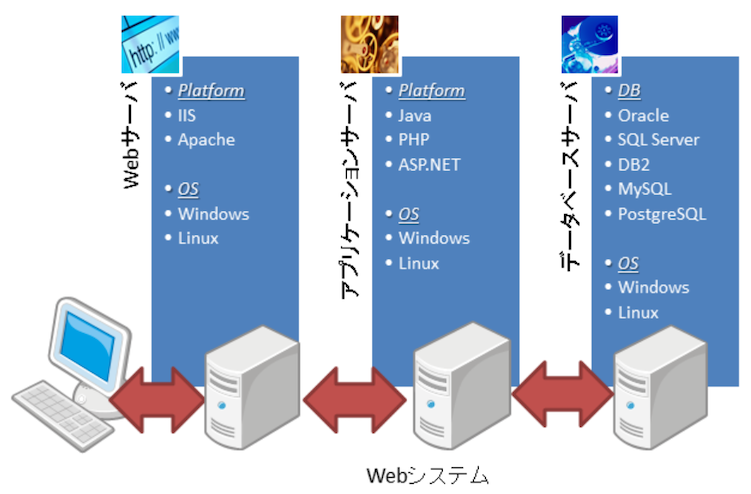 http://ww
Webサーバ
• Platform
• IIS
• Apache
• OS
• Windows
• Linux
アプリケーションサーバ
• Platform
• Java
• PHP
• ASP.NET
• OS
• Windows
• Linux
データベースサーバ
• DB
• Oracle
• SQL Server
• DB2
• MySQL
• PostgreSQL
• OS
• Windows
• Linux
Webシステム